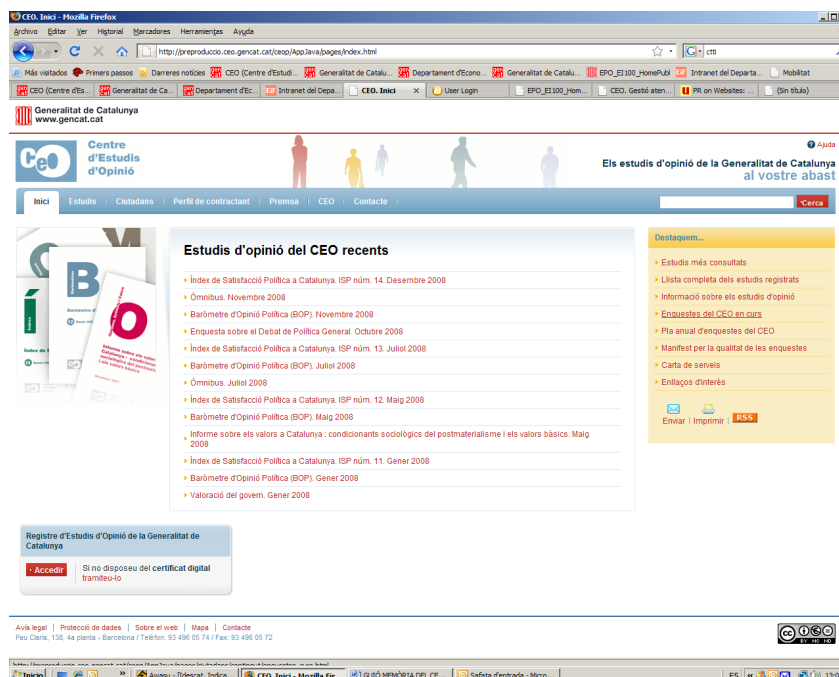 CEO. Inici - Mozilla Firefox
Archivo Editar Ver Historial Marcadores Herramientas Ayuda
http://preproduccio.ceo.gencat.cat/ceop/AppJava/pages/index.html
ctti
Más visitados Primers passos Darreres notícies CEO (Centre d'Estudi... Generalitat de Catalu... Departament d'Econo... Generalitat de Catalu... EPO_EI100_HomePubl Intranet del Departa... Mobilitat
CEO (Centre d'Es... Generalitat de Ca... Departament d'Ec... Intranet del Depa... CEO. Inici User Login EPO_EI100_Hom... CEO. Gestió aten... PR on Websites: ... (Sin título)
Generalitat de Catalunya
www.gencat.cat
Ajuda
CeO
Centre
d'Estudis
d'Opinió
Els estudis d'opinió de la Generalitat de Catalunya
al vostre abast
Inici Estudis Ciutadans Perfil de contractant Premsa CEO Contacte
Cerca
Estudis d'opinió del CEO recents
Índex de Satisfacció Política a Catalunya. ISP núm. 14. Desembre 2008
Òmnibus. Novembre 2008
Baròmetre d'Opinió Política (BOP). Novembre 2008
Enquesta sobre el Debat de Política General. Octubre 2008
Índex de Satisfacció Política a Catalunya. ISP núm. 13. Juliol 2008
Baròmetre d'Opinió Política (BOP). Juliol 2008
Òmnibus. Juliol 2008
Índex de Satisfacció Política a Catalunya. ISP núm. 12. Maig 2008
Baròmetre d'Opinió Política (BOP). Maig 2008
Informe sobre els valors a Catalunya : condicionants sociològics del postmaterialisme i els valors bàsics. Maig
2008
Índex de Satisfacció Política a Catalunya. ISP núm. 11. Gener 2008
Baròmetre d'Opinió Política (BOP). Gener 2008
Valoració del govern. Gener 2008
Destaquem...
Estudis més consultats
Llista completa dels estudis registrats
Informació sobre els estudis d'opinió
Enquestes del CEO en curs
Pla anual d'enquestes del CEO
Manifest per la qualitat de les enquestes
Carta de serveis
Enllaços d'interès
Enviar | Imprimir | RSS
Registre d'Estudis d'Opinió de la Generalitat de
Catalunya
Accedir
Si no disposeu del certificat digital
tramiteu-lo
Avís legal | Protecció de dades | Sobre el web | Mapa | Contacte
Pau Claris, 138, 4a planta - Barcelona / Telèfon: 93 496 05 74 / Fax: 93 496 05 72
BY NC ND
Inicio Awasu - [Idescat. Indica... CEO. Inici - Mozilla Fir... GUIÓ MEMÒRIA DEL CE... Safata d'entrada - Micro... ES